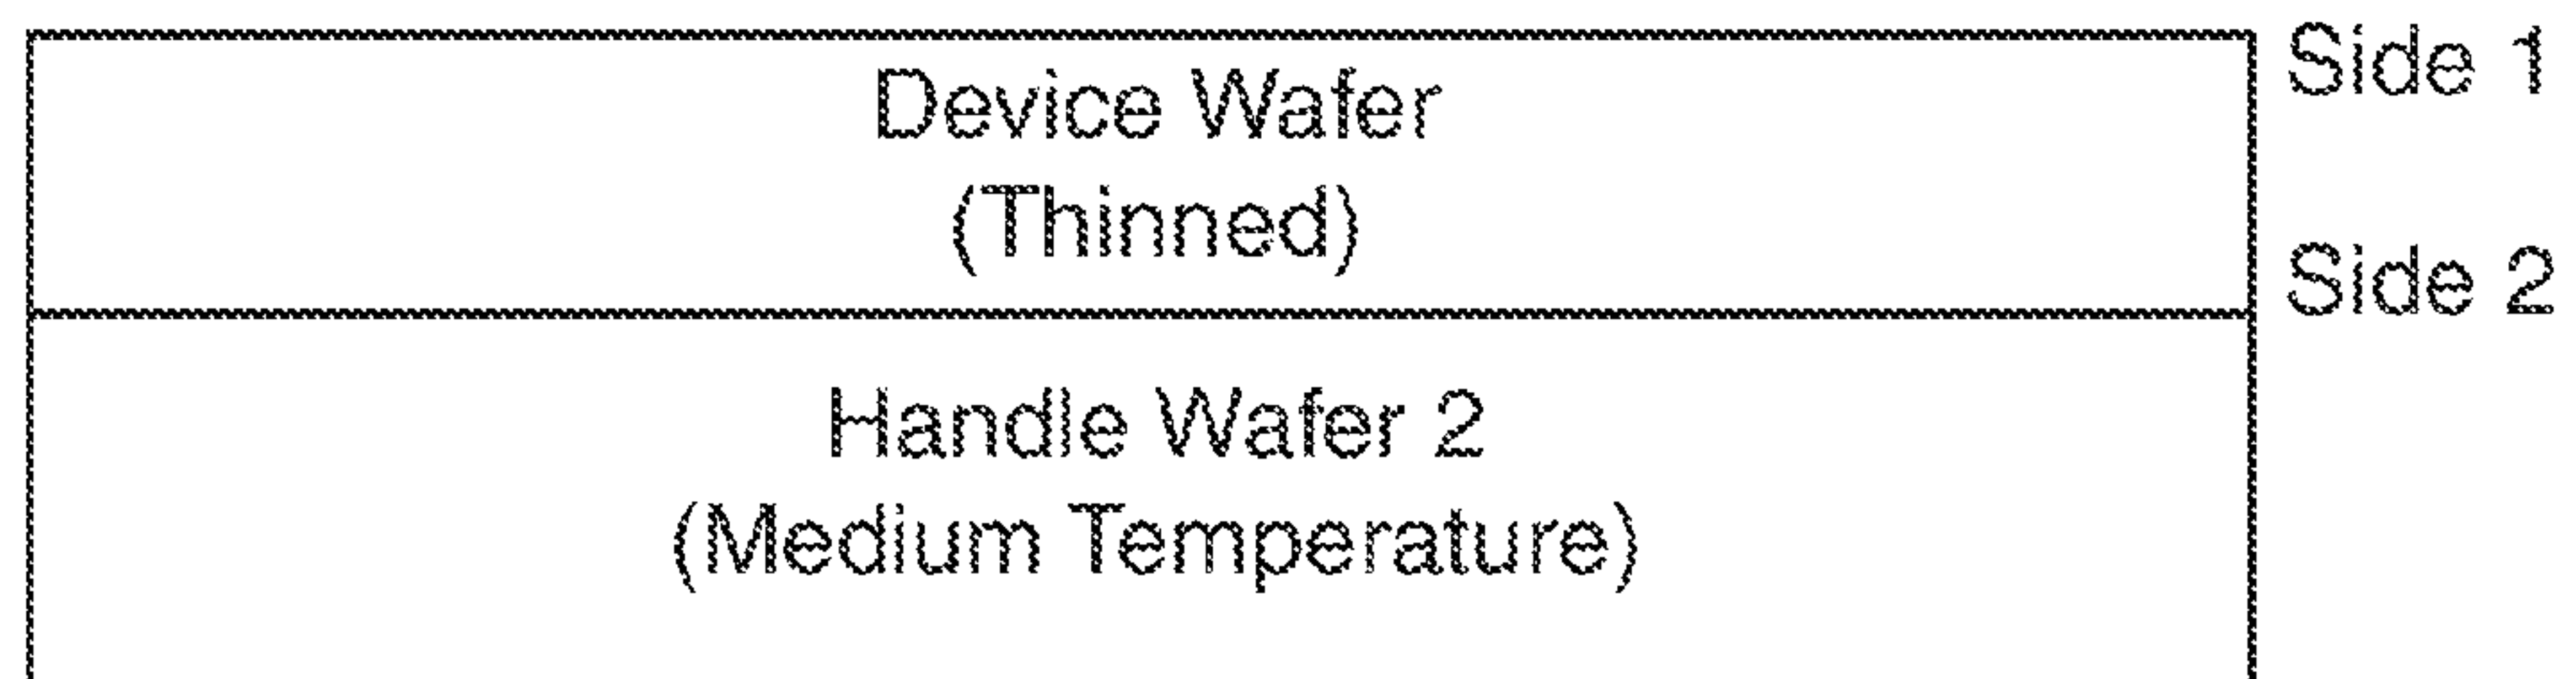 Side 1
Device Wafer
(Thinned)
Side 2
Handle Wafer 2
(Medium Temperature)